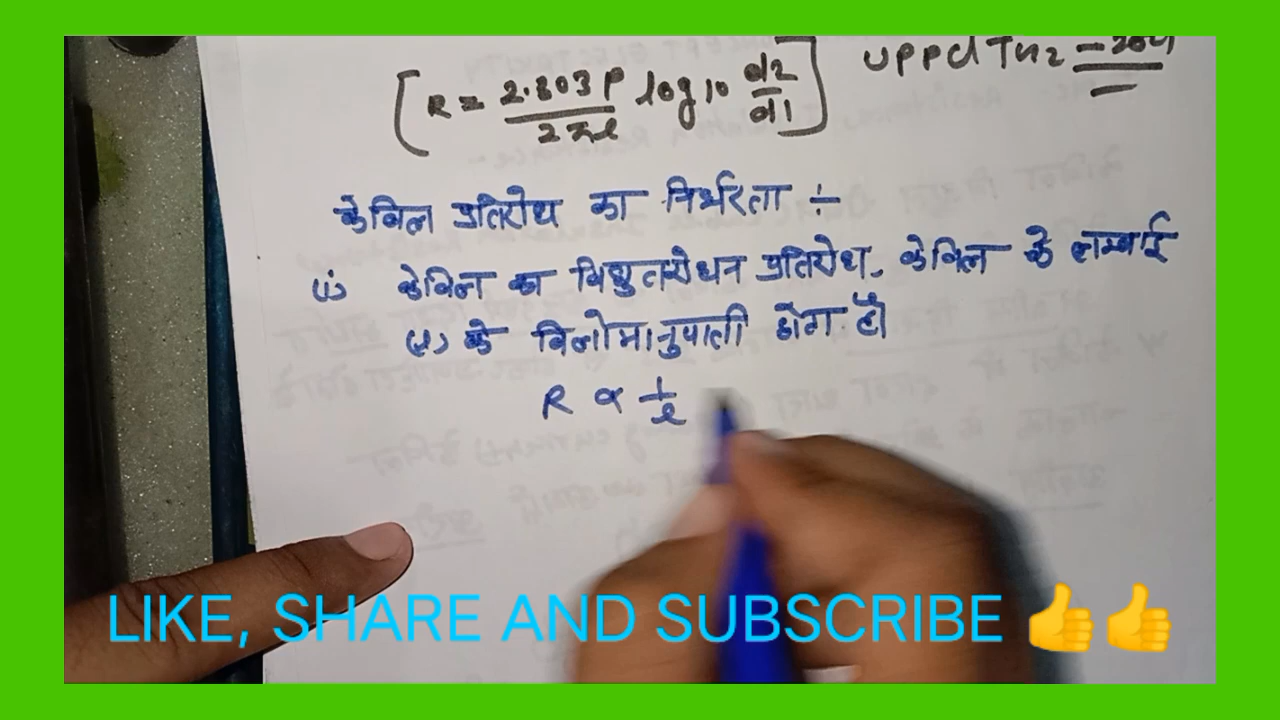 [R = 2.303ρ/2πl log10 d2/d1] UPPCl TG2
केबिल प्रतिरोध का निर्भरता ÷
(i) केबिल का विधुतरोधन प्रतिरोध, केबिल के लम्बाई
(l) के विलोमानुपाती होता है।
R ∝ 1/l
LIKE, SHARE AND SUBSCRIBE 👍👍